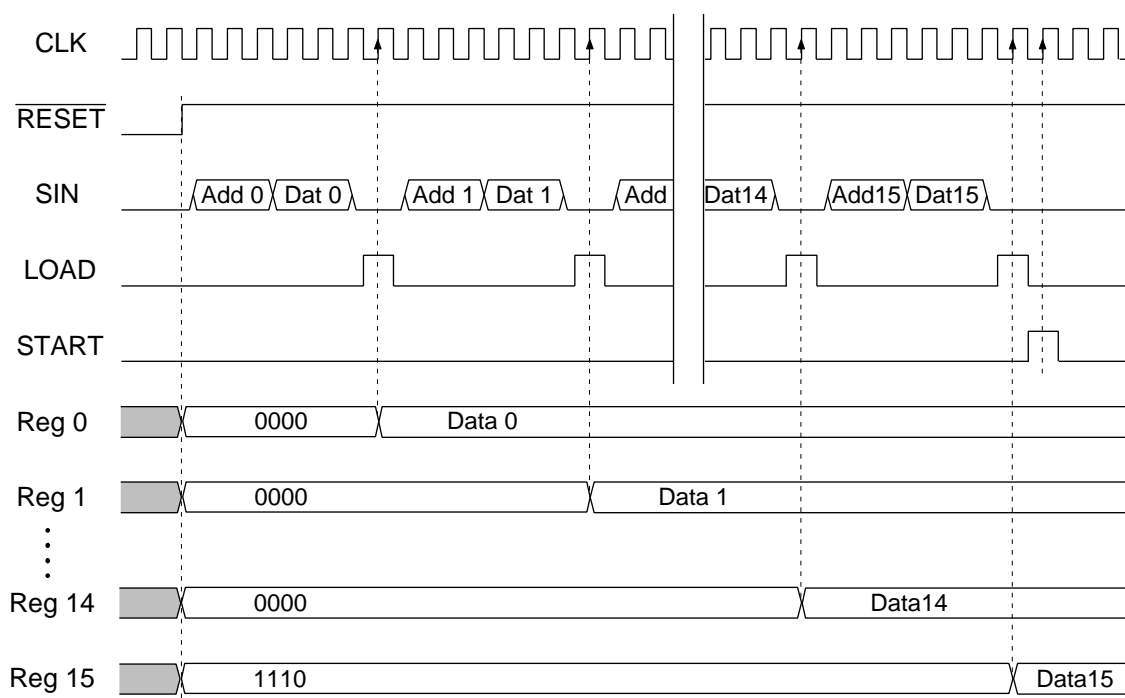 CLK
RESET
SIN Add 0 Dat 0 Add 1 Dat 1 Add Dat14 Add15 Dat15
LOAD
START
Reg 0 0000 Data 0
Reg 1 0000 Data 1
Reg 14 0000 Data14
Reg 15 1110 Data15